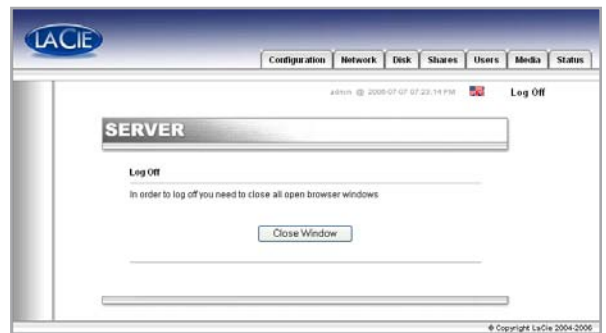 LACIE
Configuration Network Disk Shares Users Media Status
admin @ 2006-07-07 07:23:14 PM Log Off
SERVER
Log Off
In order to log off you need to close all open browser windows
Close Window
© Copyright LaCie 2004-2006